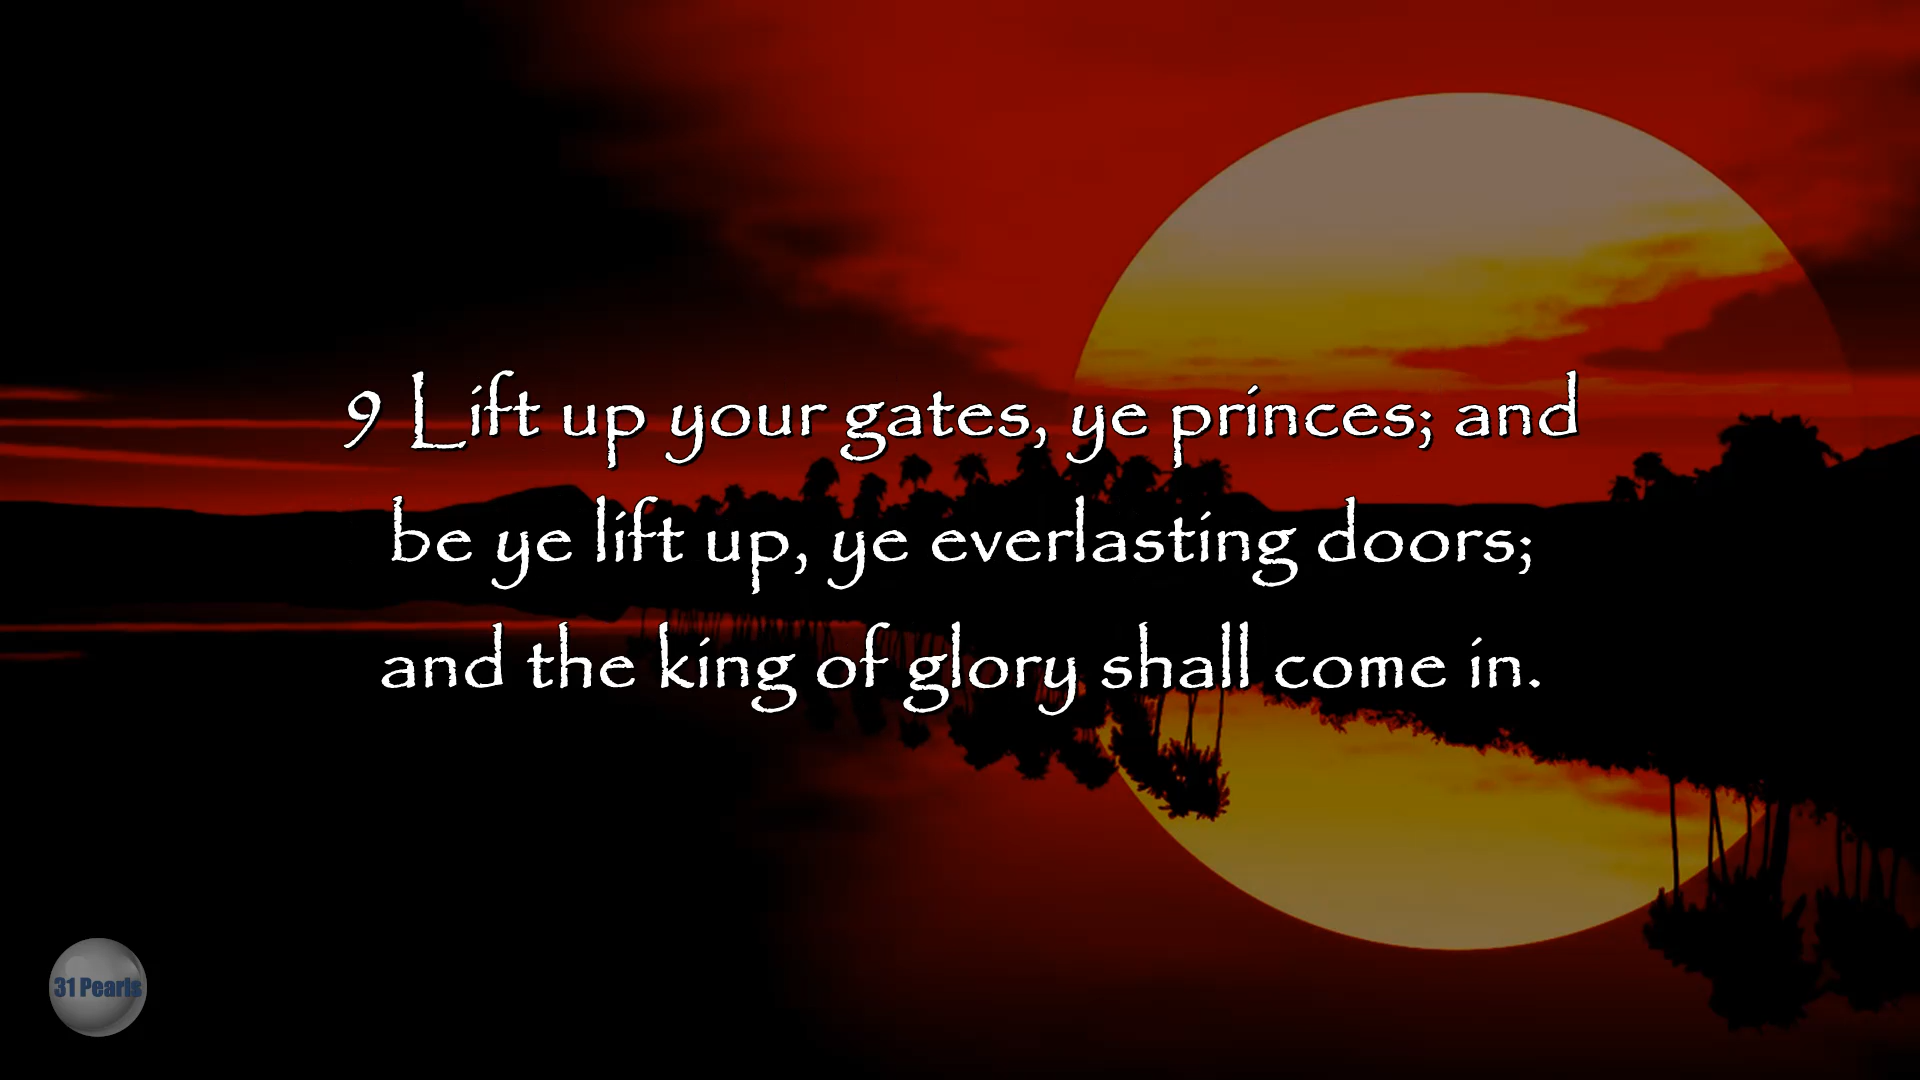 9 Lift up your gates, ye princes; and
be ye lift up, ye everlasting doors;
and the king of glory shall come in.
31 Pearls